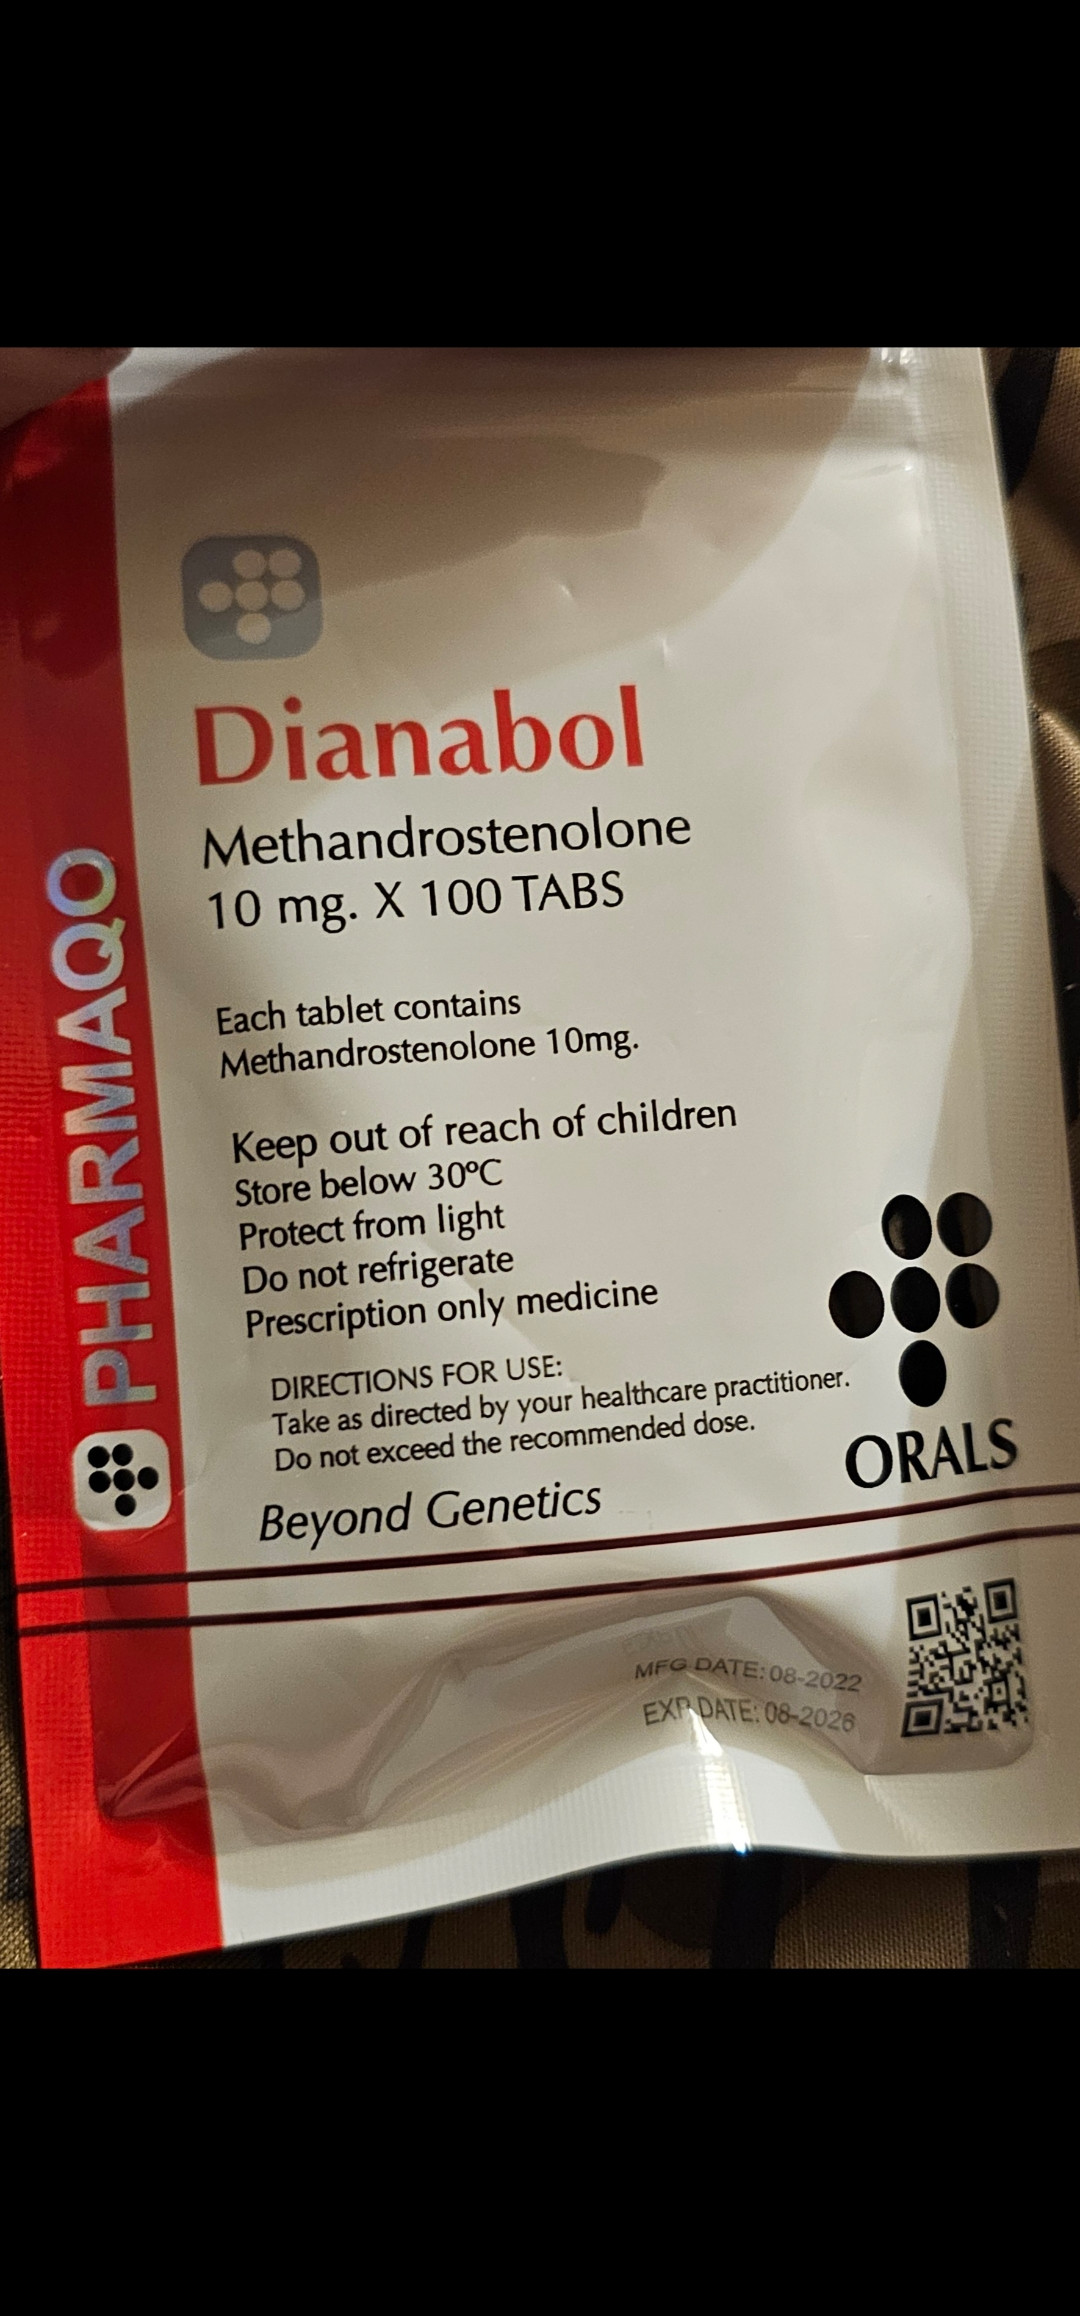 PHARMAQO
Dianabol
Methandrostenolone
10 mg. X 100 TABS
Each tablet contains
Methandrostenolone 10mg.
Keep out of reach of children
Store below 30ºC
Protect from light
Do not refrigerate
Prescription only medicine
DIRECTIONS FOR USE:
Take as directed by your healthcare practitioner.
Do not exceed the recommended dose.
Beyond Genetics
ORALS
MFG DATE: 08-2022
EXP DATE: 08-2026